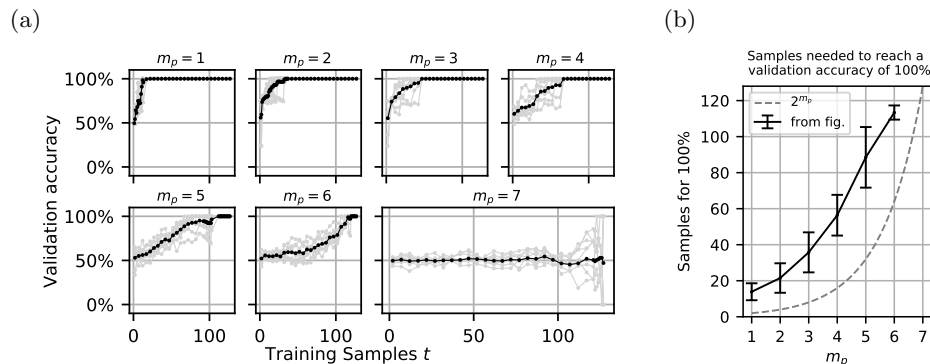 (a)
(b)
m_p = 1
m_p = 2
m_p = 3
m_p = 4
100%
50%
0%
m_p = 5
m_p = 6
m_p = 7
100%
50%
0%
0
100
0
100
0
50
100
Validation accuracy
Training Samples t
Samples needed to reach a
validation accuracy of 100%
2^{m_p}
from fig.
Samples for 100%
120
100
80
60
40
20
0
1 2 3 4 5 6 7
m_p